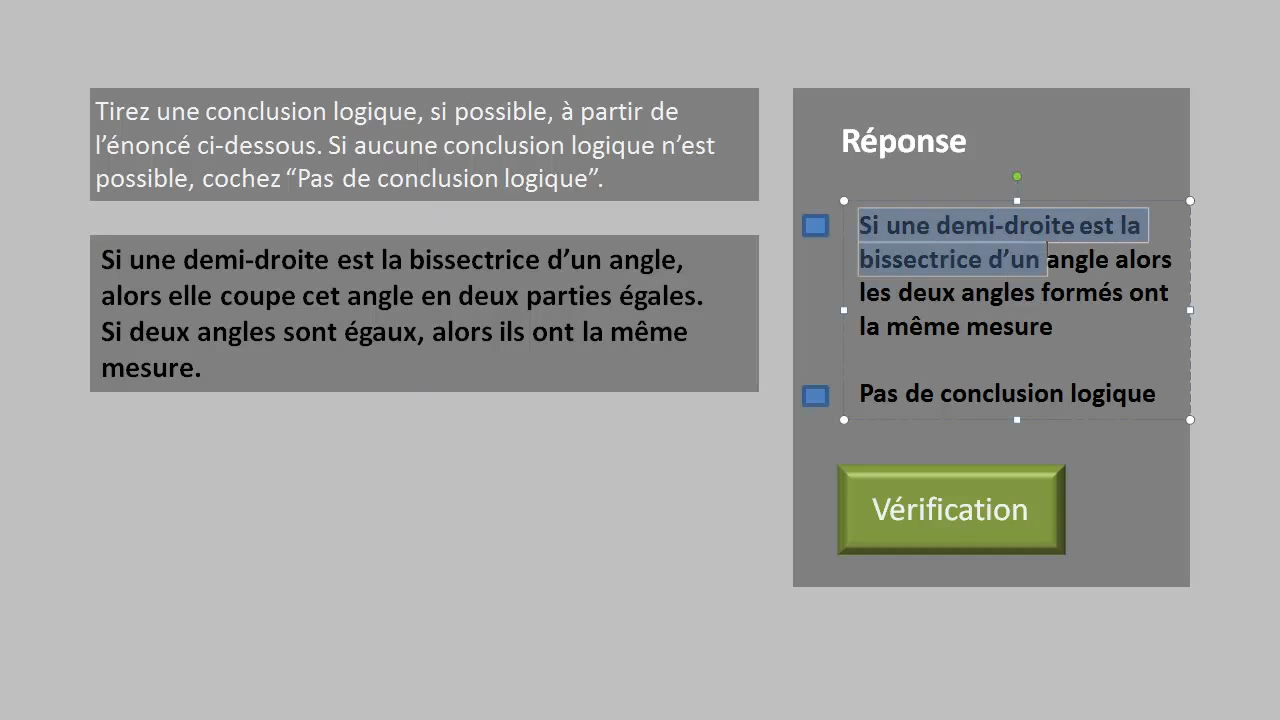 Tirez une conclusion logique, si possible, à partir de
l’énoncé ci-dessous. Si aucune conclusion logique n’est
possible, cochez “Pas de conclusion logique”.
Si une demi-droite est la bissectrice d’un angle,
alors elle coupe cet angle en deux parties égales.
Si deux angles sont égaux, alors ils ont la même
mesure.
Réponse
Si une demi-droite est la
bissectrice d’un angle alors
les deux angles formés ont
la même mesure
Pas de conclusion logique
Vérification